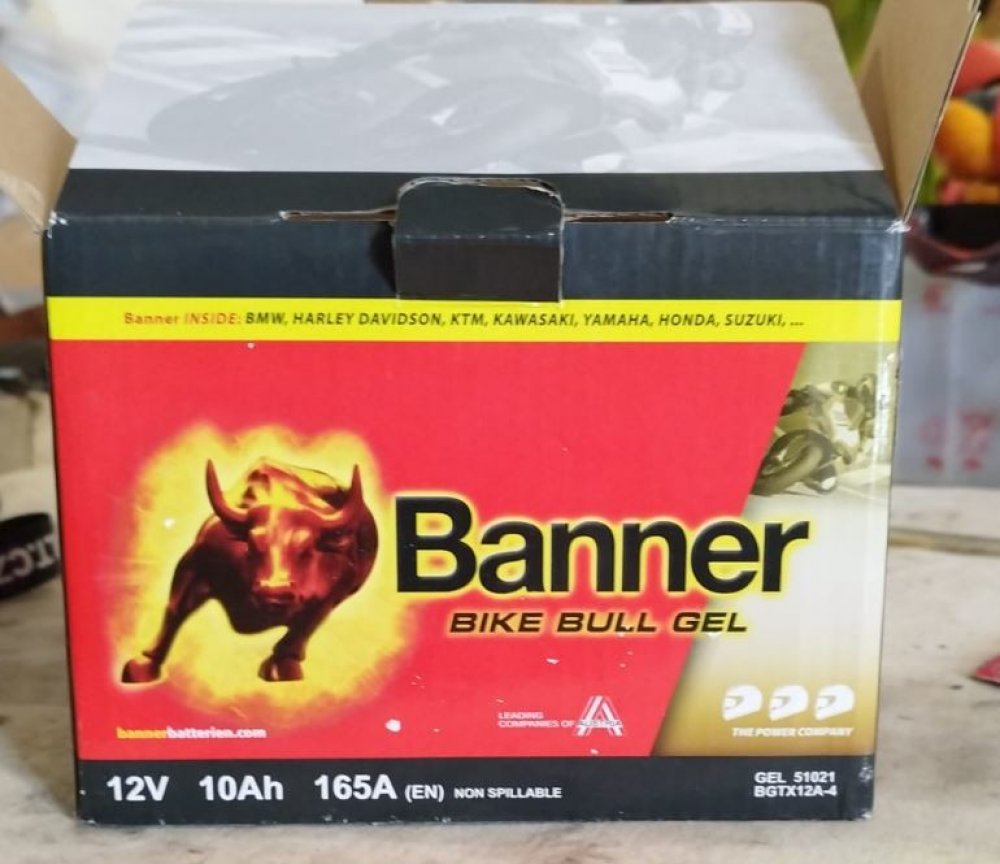 Banner INSIDE: BMW, HARLEY DAVIDSON, KTM, KAWASAKI, YAMAHA, HONDA, SUZUKI, ...
Banner
BIKE BULL GEL
LEADING
COMPANIES OF AUSTRIA
THE POWER COMPANY
bannerbatterien.com
12V 10Ah 165A (EN) NON SPILLABLE
GEL 51021
BGTX12A-4